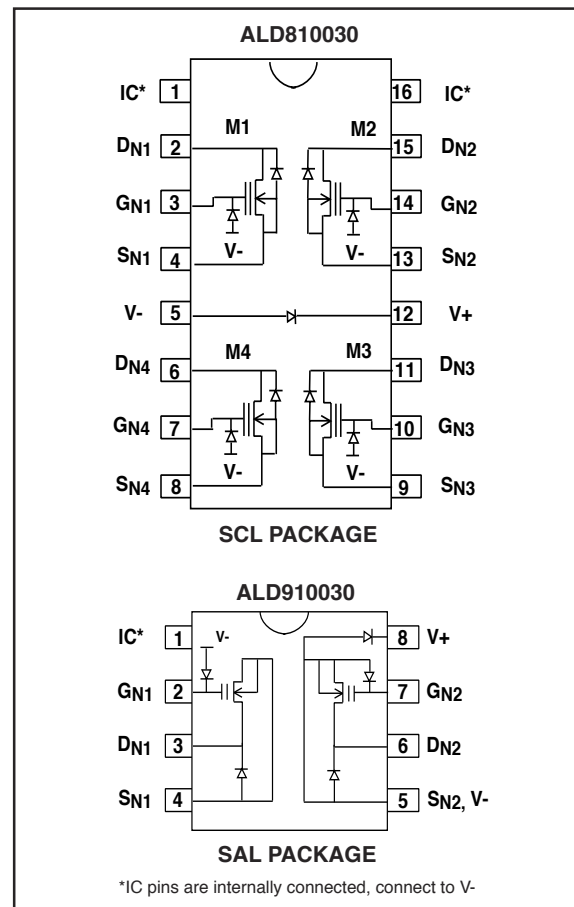 ALD810030
IC* 1 16 IC*
M1 M2
DN1 2 15 DN2
GN1 3 14 GN2
V- V-
SN1 4 13 SN2
V- 5 12 V+
M4 M3
DN4 6 11 DN3
GN4 7 10 GN3
V- V-
SN4 8 9 SN3
SCL PACKAGE
ALD910030
IC* 1 V- 8 V+
GN1 2 7 GN2
DN1 3 6 DN2
SN1 4 5 SN2, V-
SAL PACKAGE
*IC pins are internally connected, connect to V-